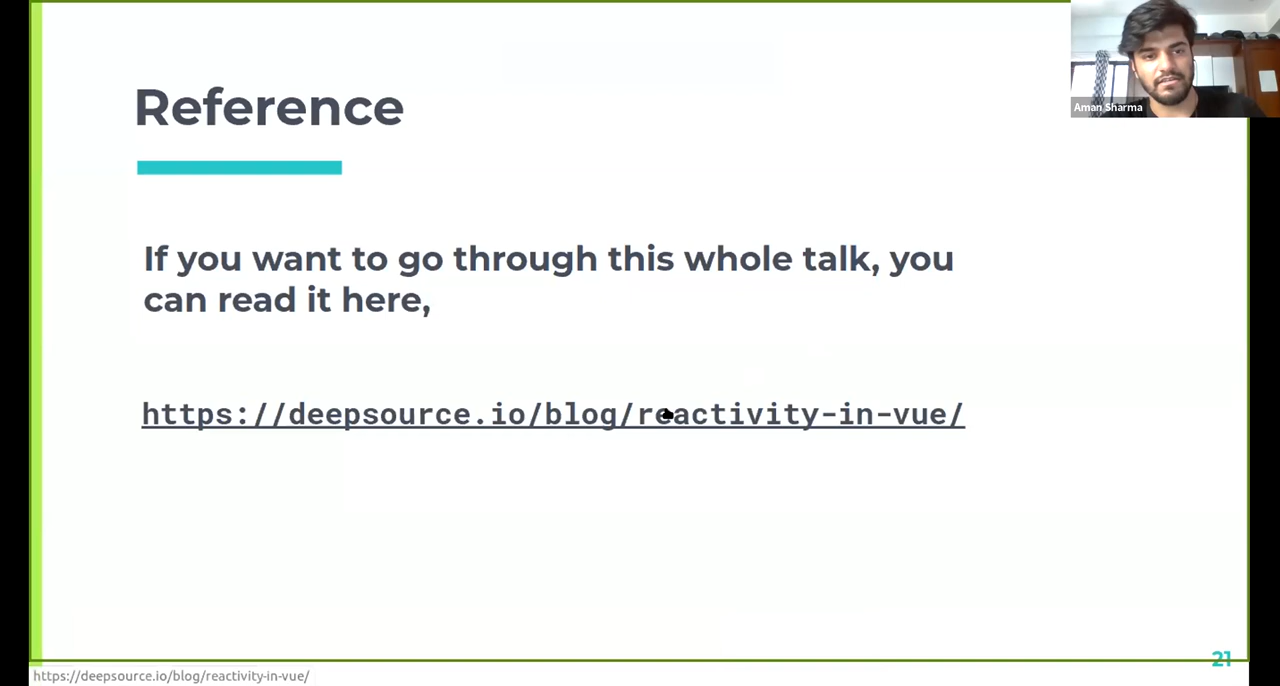 Aman Sharma
Reference
If you want to go through this whole talk, you
can read it here,
https://deepsource.io/blog/reactivity-in-vue/
21
https://deepsource.io/blog/reactivity-in-vue/